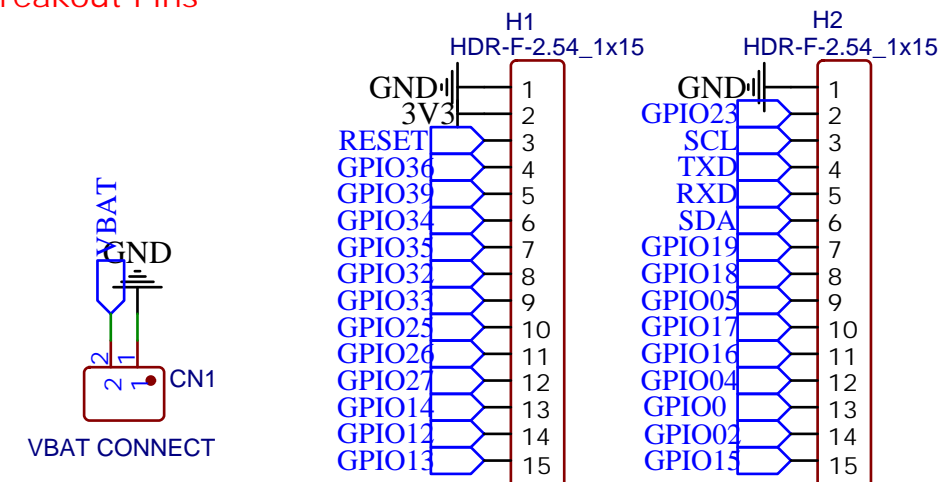 reakout Pins
H1
HDR-F-2.54_1x15
GND 1
3V3 2
RESET 3
GPIO36 4
GPIO39 5
GPIO34 6
GPIO35 7
GPIO32 8
GPIO33 9
GPIO25 10
GPIO26 11
GPIO27 12
GPIO14 13
GPIO12 14
GPIO13 15
H2
HDR-F-2.54_1x15
GND 1
GPIO23 2
SCL 3
TXD 4
RXD 5
SDA 6
GPIO19 7
GPIO18 8
GPIO05 9
GPIO17 10
GPIO16 11
GPIO04 12
GPIO0 13
GPIO02 14
GPIO15 15
VBAT
GND
2 1
2 1
CN1
VBAT CONNECT